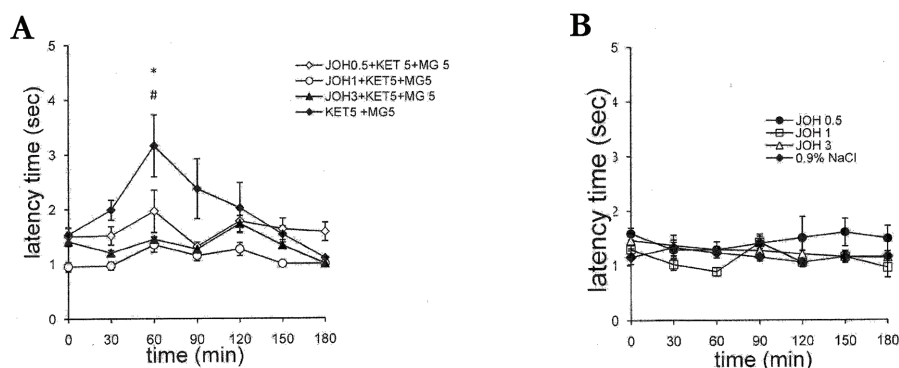 A
latency time (sec)
5
4
3
2
1
0
*
#
JOH0.5+KET 5+MG 5
JOH1+KET5+MG5
JOH3+KET5+MG 5
KET5 +MG5
0 30 60 90 120 150 180
time (min)
B
latency time (sec)
5
4
3
2
1
0
JOH 0.5
JOH 1
JOH 3
0.9% NaCl
0 30 60 90 120 150 180
time (min)